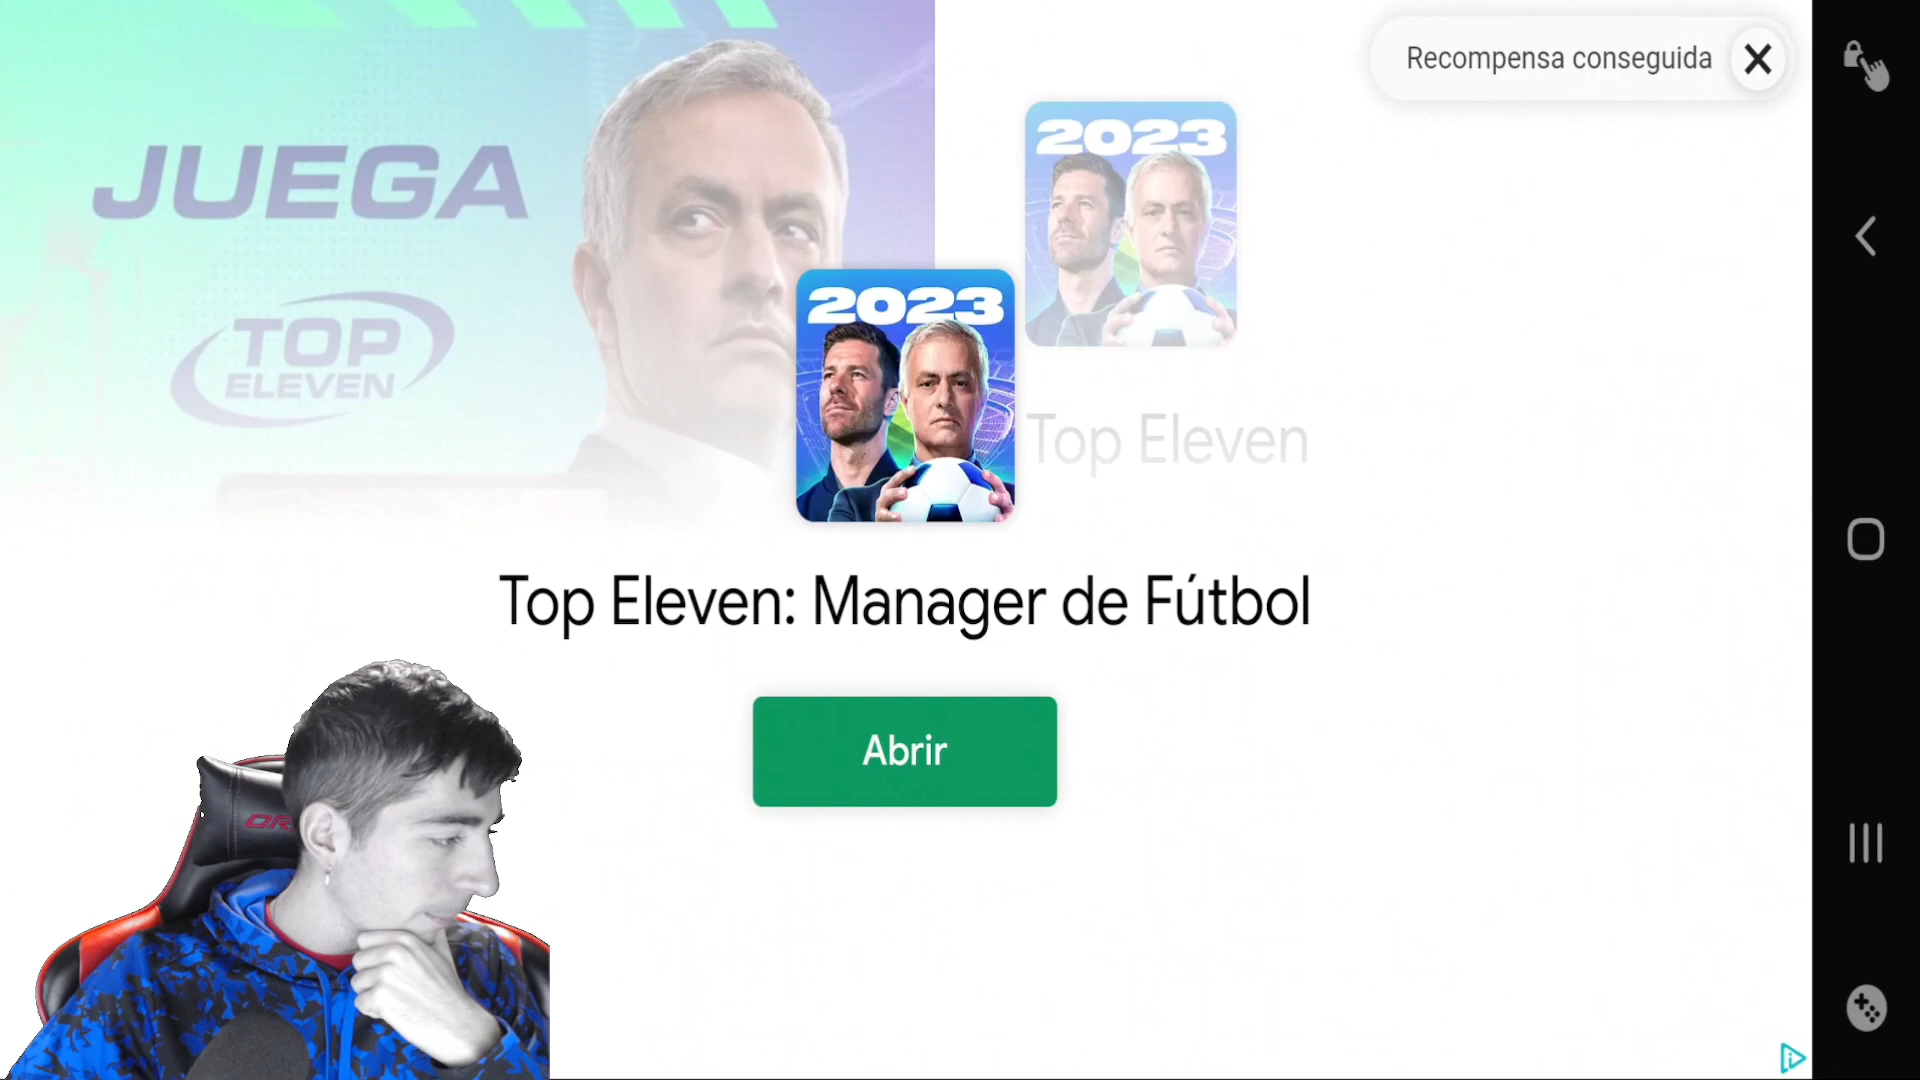 Recompensa conseguida
JUEGA
2023
2023
TOP
ELEVEN
Top Eleven
Top Eleven: Manager de Fútbol
Abrir